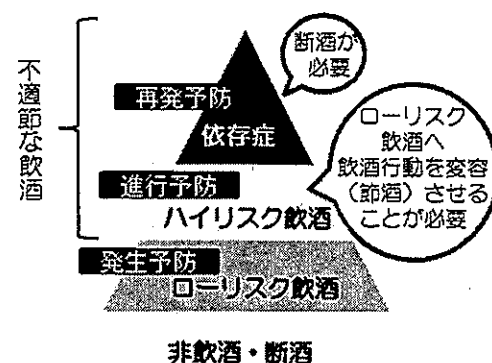 不適節な飲酒
断酒が
必要
再発予防
依存症
ローリスク
飲酒へ
飲酒行動を変容
（節酒）させる
ことが必要
進行予防
ハイリスク飲酒
発生予防
ローリスク飲酒
非飲酒・断酒